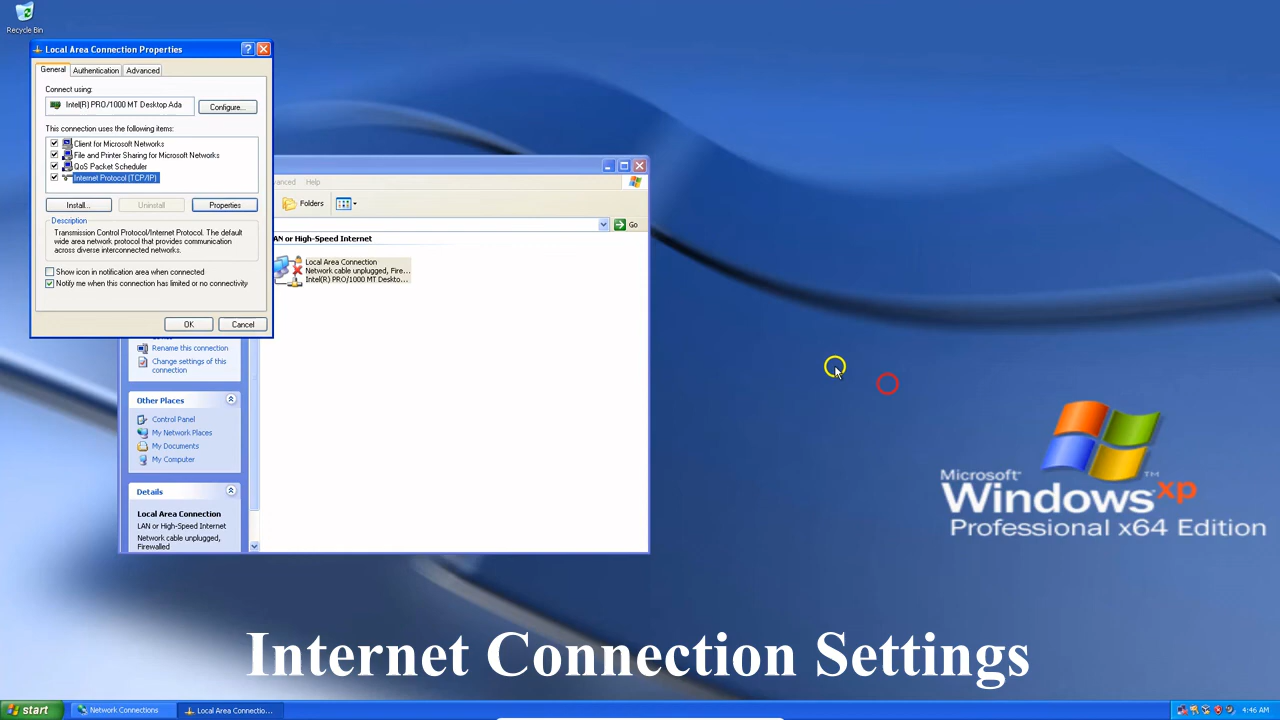 Recycle Bin
Local Area Connection Properties
General
Authentication
Advanced
Connect using:
Intel(R) PRO/1000 MT Desktop Ada
Configure...
This connection uses the following items:
Client for Microsoft Networks
File and Printer Sharing for Microsoft Networks
QoS Packet Scheduler
Internet Protocol (TCP/IP)
Install...
Uninstall
Properties
Description
Transmission Control Protocol/Internet Protocol. The default
wide area network protocol that provides communication
across diverse interconnected networks.
Show icon in notification area when connected
Notify me when this connection has limited or no connectivity
OK
Cancel
Help
Folders
Go
AN or High-Speed Internet
Local Area Connection
Network cable unplugged, Fire...
Intel(R) PRO/1000 MT Deskto...
Rename this connection
Change settings of this
connection
Other Places
Control Panel
My Network Places
My Documents
My Computer
Details
Local Area Connection
LAN or High-Speed Internet
Network cable unplugged,
Firewalled
Microsoft
Windows xp
TM
Professional x64 Edition
Internet Connection Settings
start
Network Connections
Local Area Connectio...
4:46 AM